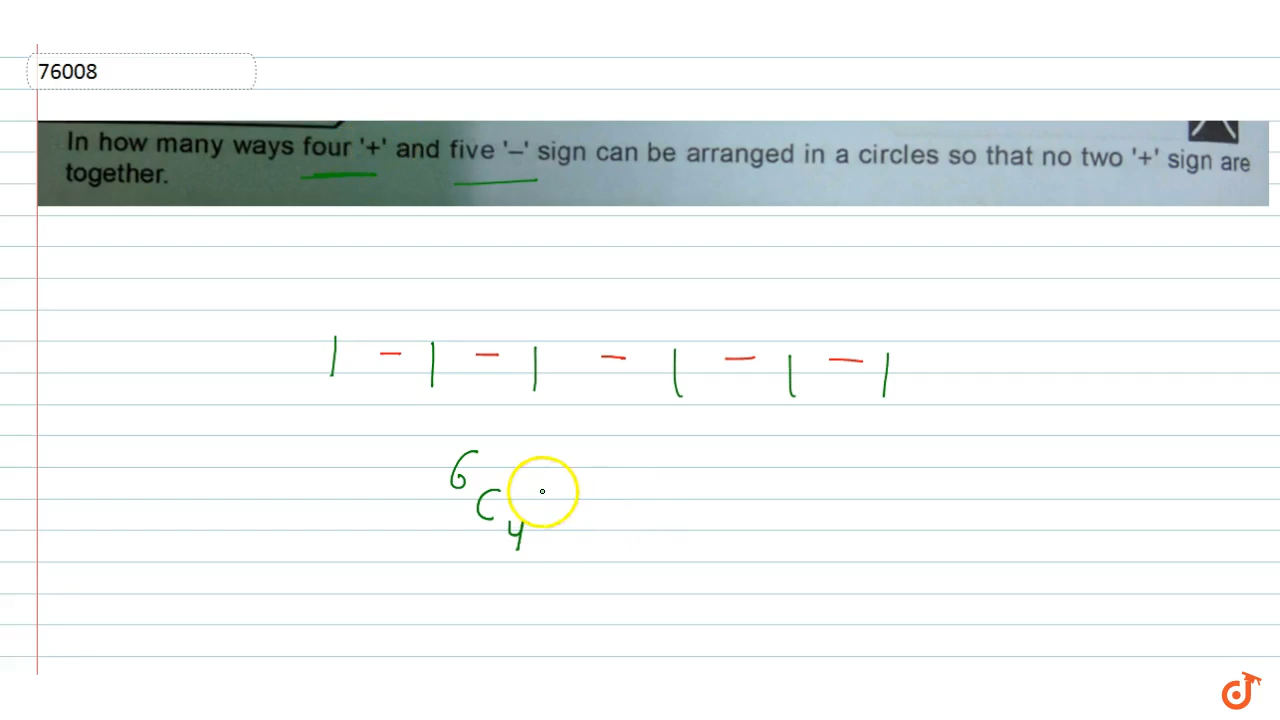 76008
In how many ways four '+' and five '–' sign can be arranged in a circles so that no two '+' sign are
together.
| – | – | – | – | – |
6
C
4